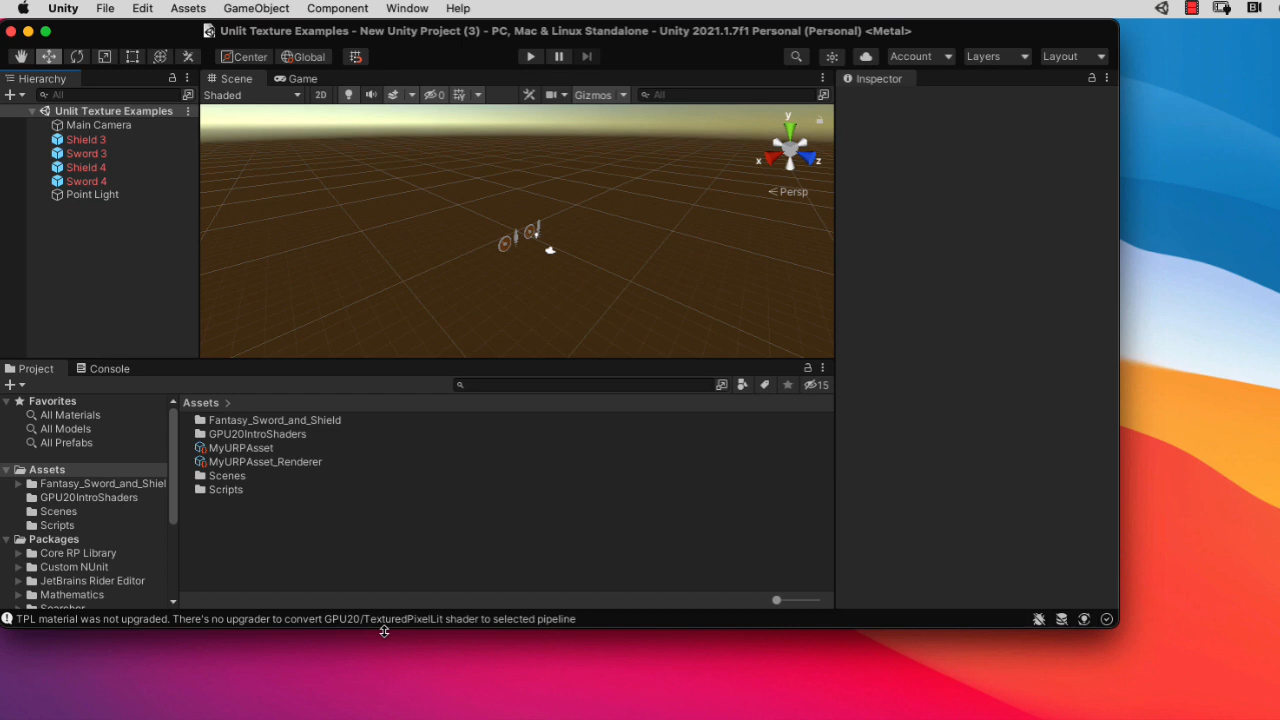 Unity File Edit Assets GameObject Component Window Help
Unlit Texture Examples - New Unity Project (3) - PC, Mac & Linux Standalone - Unity 2021.1.7f1 Personal (Personal) <Metal>
Center Global Account Layers Layout
Hierarchy
All
Unlit Texture Examples
Main Camera
Shield 3
Sword 3
Shield 4
Sword 4
Point Light
Scene Game
Shaded 2D 0 Gizmos All
y
x z
Persp
Inspector
Project Console
15
Favorites
All Materials
All Models
All Prefabs
Assets
Fantasy_Sword_and_Shiel
GPU20IntroShaders
Scenes
Scripts
Packages
Core RP Library
Custom NUnit
JetBrains Rider Editor
Mathematics
Searcher
Assets
Fantasy_Sword_and_Shield
GPU20IntroShaders
MyURPAsset
MyURPAsset_Renderer
Scenes
Scripts
TPL material was not upgraded. There's no upgrader to convert GPU20/TexturedPixelLit shader to selected pipeline